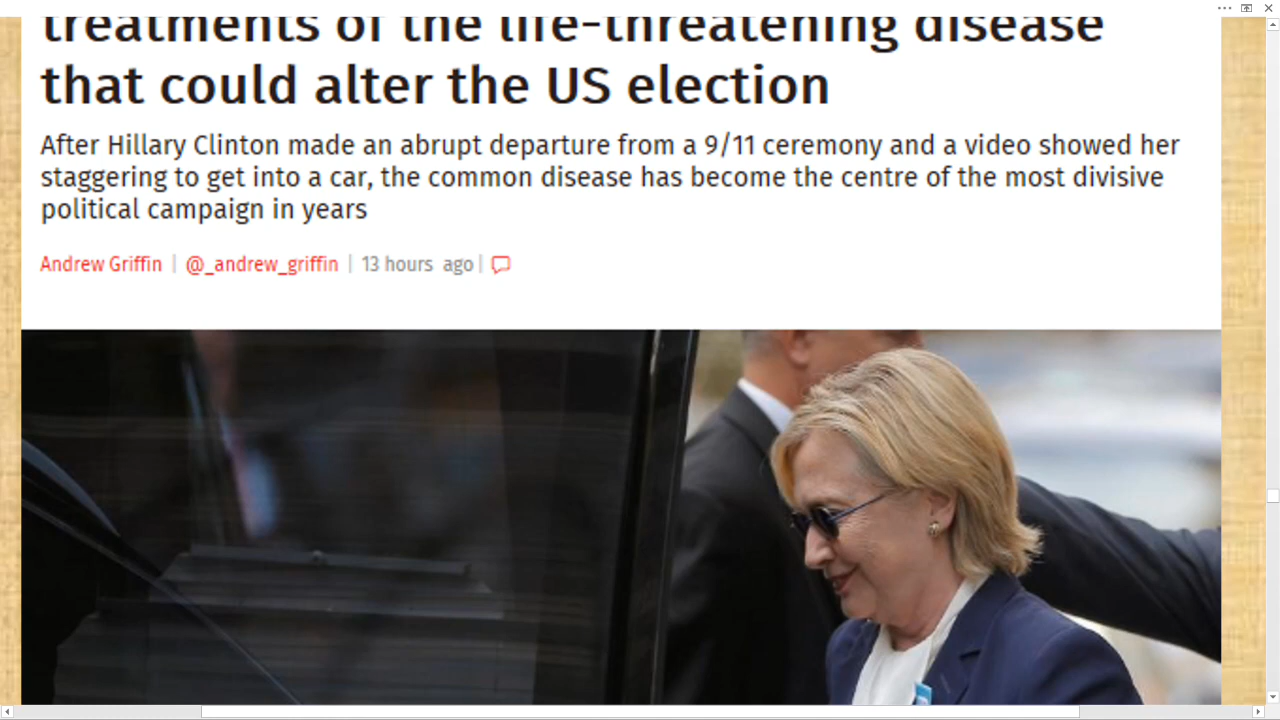 treatments of the life-threatening disease
that could alter the US election
After Hillary Clinton made an abrupt departure from a 9/11 ceremony and a video showed her
staggering to get into a car, the common disease has become the centre of the most divisive
political campaign in years
Andrew Griffin | @_andrew_griffin | 13 hours ago |